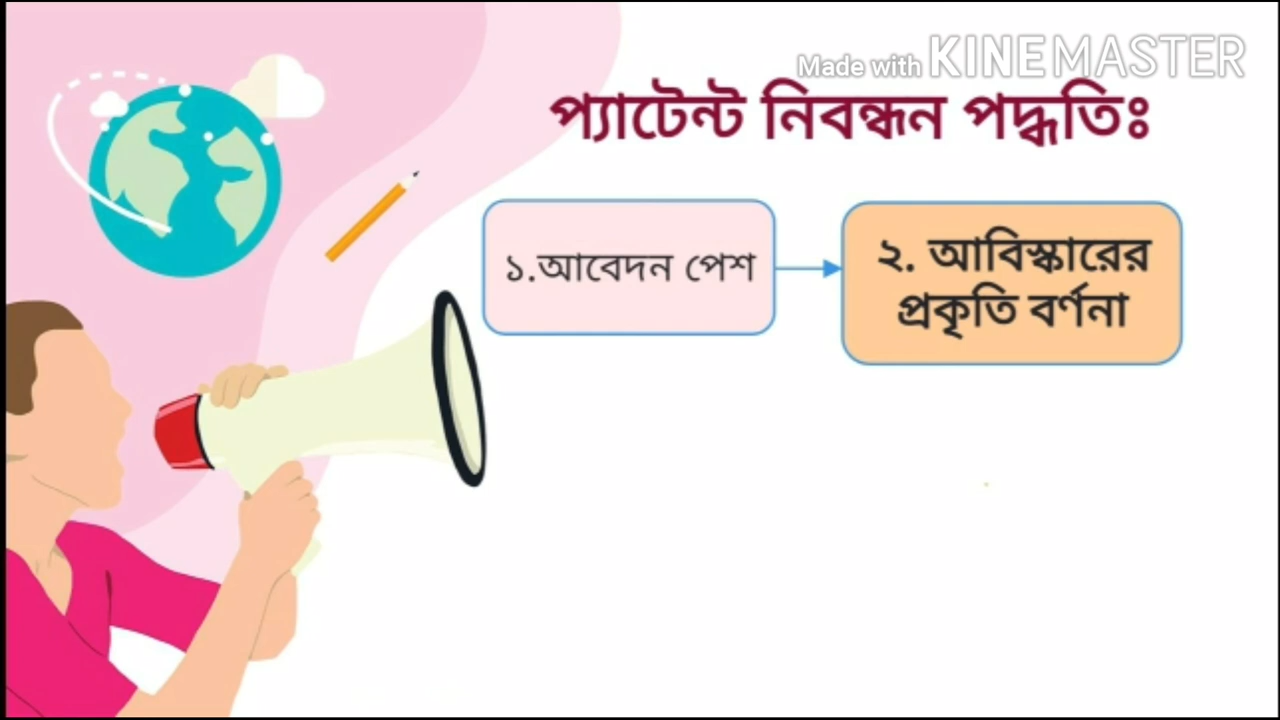 Made with KINEMASTER
প্যাটেন্ট নিবন্ধন পদ্ধতিঃ
১.আবেদন পেশ
২. আবিস্কারের
প্রকৃতি বর্ণনা